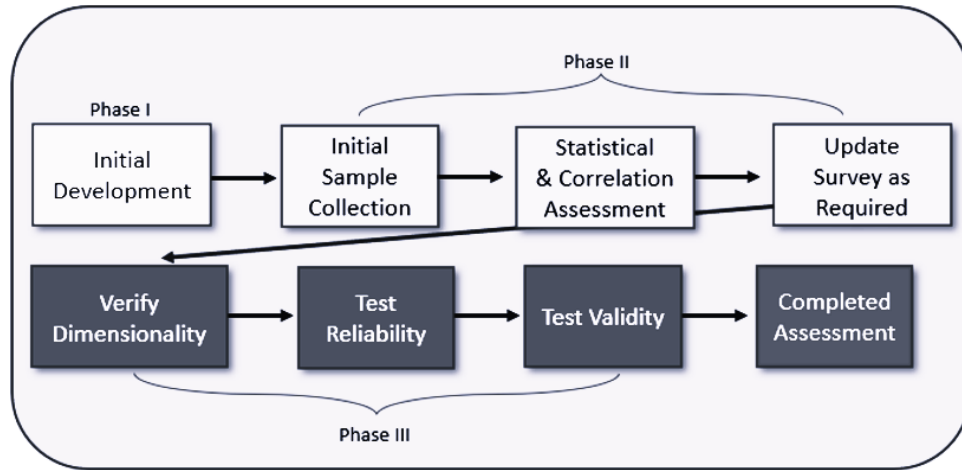 Phase II
Phase I
Initial
Development
Initial
Sample
Collection
Statistical
& Correlation
Assessment
Update
Survey as
Required
Verify
Dimensionality
Test
Reliability
Test Validity
Completed
Assessment
Phase III